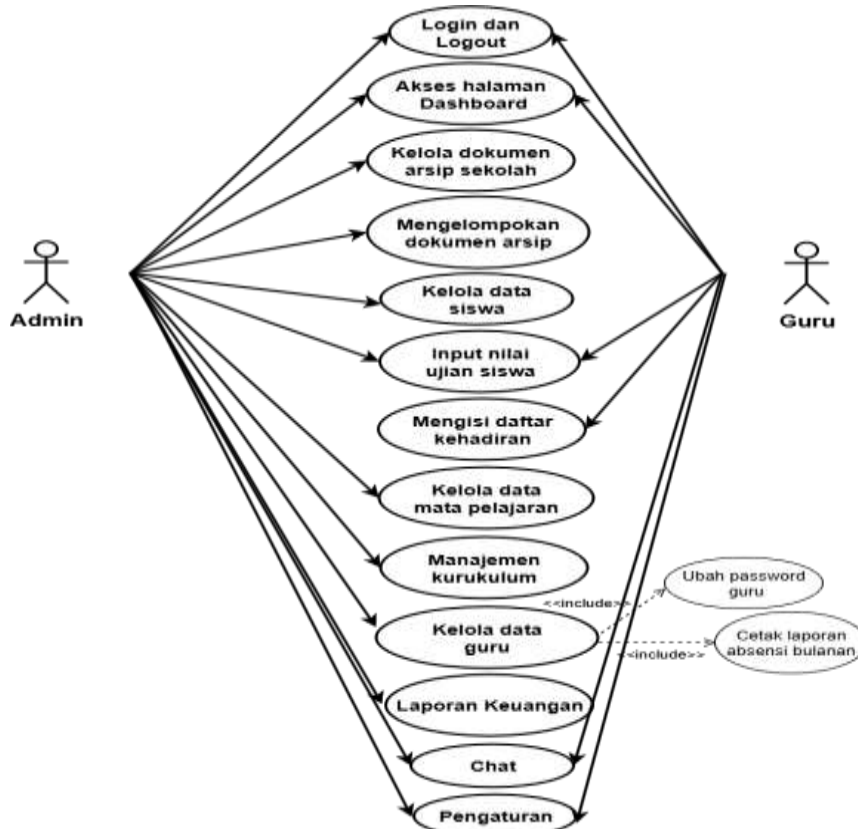 Login dan
Logout
Akses halaman
Dashboard
Kelola dokumen
arsip sekolah
Mengelompokan
dokumen arsip
Kelola data
siswa
Admin
Guru
Input nilai
ujian siswa
Mengisi daftar
kehadiran
Kelola data
mata pelajaran
Manajemen
kurukulum
Ubah password
guru
<<include>>
Kelola data
guru
Cetak laporan
absensi bulanan
<<include>>
Laporan Keuangan
Chat
Pengaturan